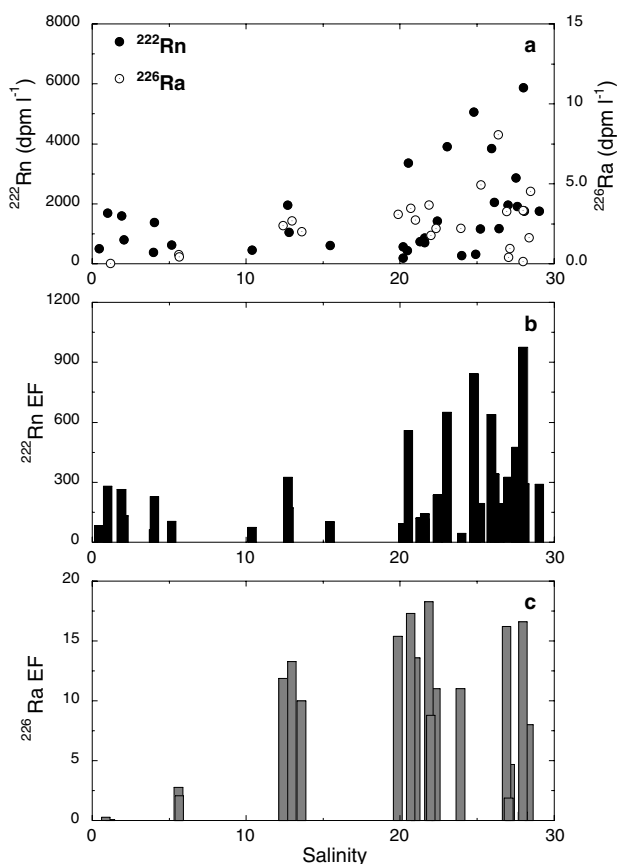 8000
6000
4000
2000
0
²²²Rn (dpm l⁻¹)
²²²Rn
²²⁶Ra
a
15
10
5.0
0.0
²²⁶Ra (dpm l⁻¹)
0 10 20 30
1200
900
600
300
0
²²²Rn EF
b
0 10 20 30
20
15
10
5
0
²²⁶ Ra EF
c
0 10 20 30
Salinity